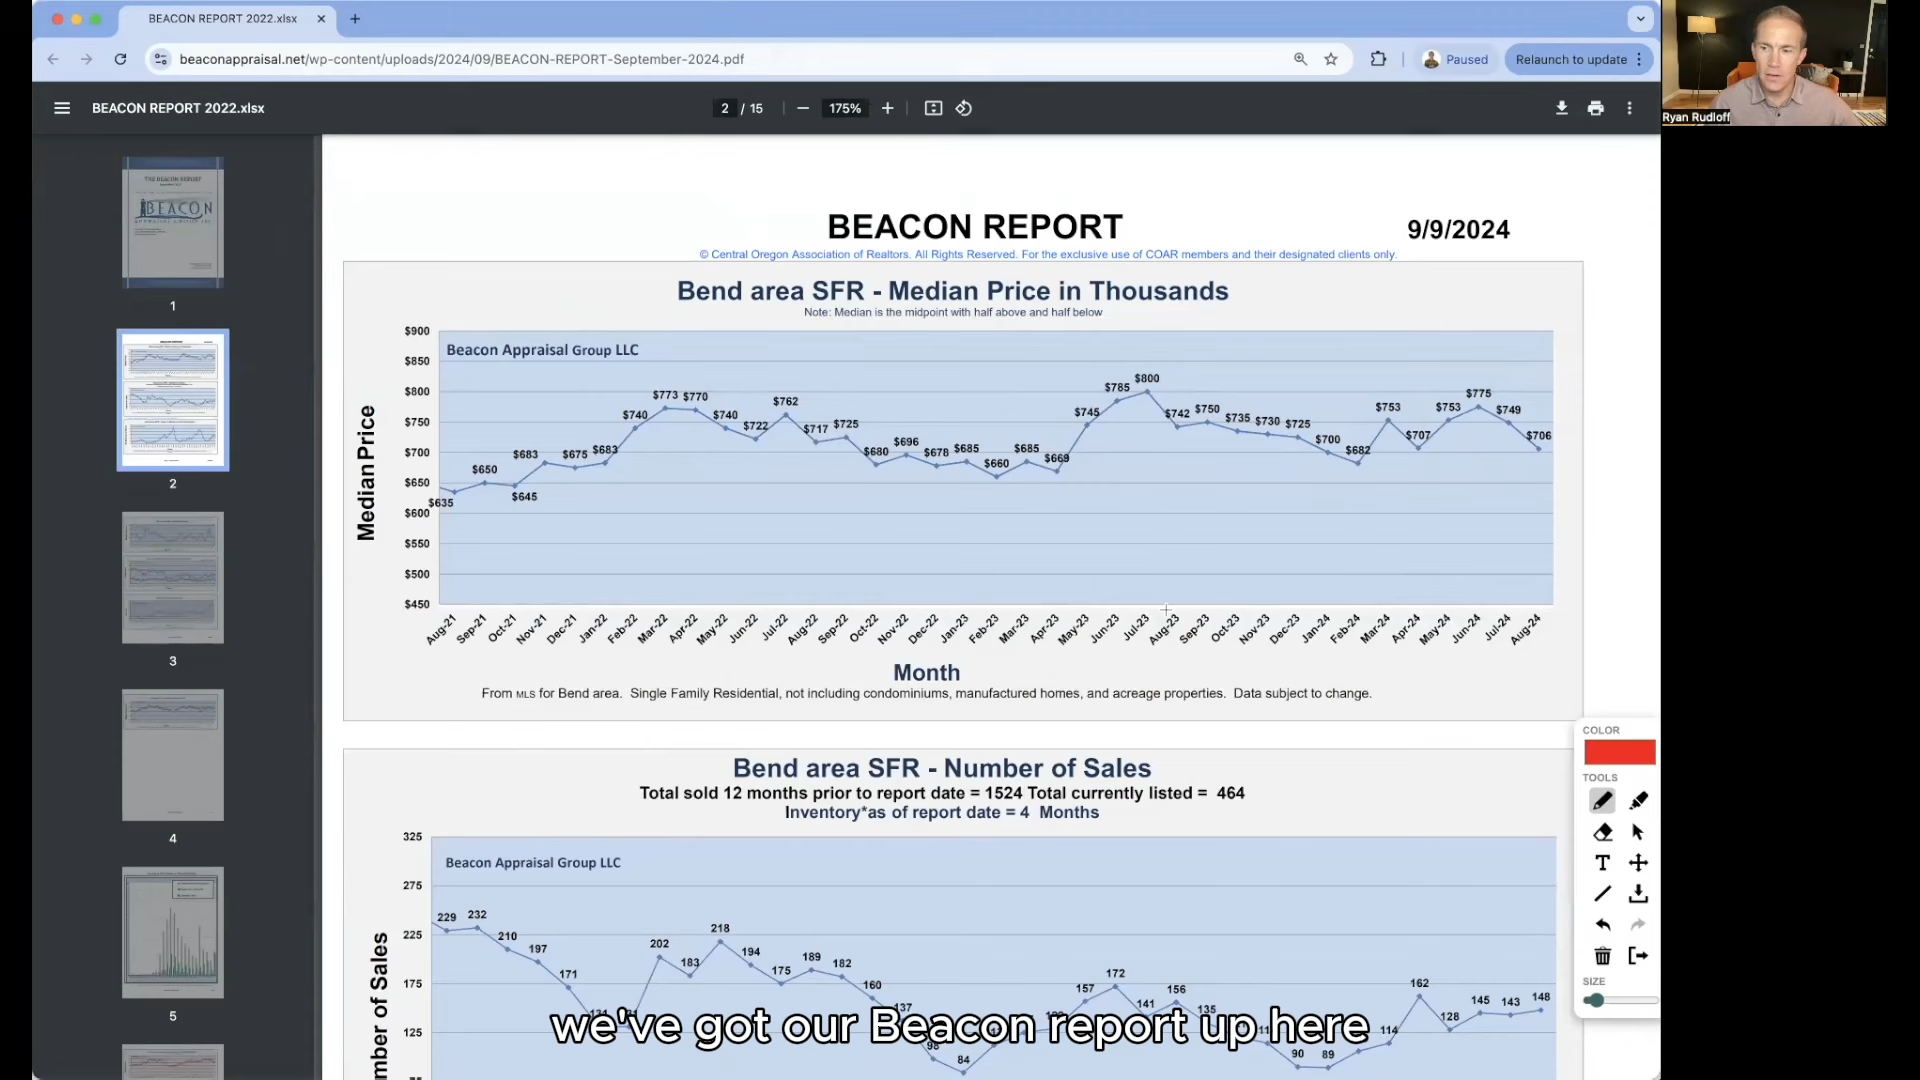 BEACON REPORT 2022.xlsx
beaconappraisal.net/wp-content/uploads/2024/09/BEACON-REPORT-September-2024.pdf
Paused
Relaunch to update
Ryan Rudloff
BEACON REPORT 2022.xlsx
2 / 15
175%
THE BEACON REPORT
BEACON
1
2
3
4
5
BEACON REPORT
9/9/2024
© Central Oregon Association of Realtors. All Rights Reserved. For the exclusive use of COAR members and their designated clients only.
Bend area SFR - Median Price in Thousands
Note: Median is the midpoint with half above and half below
Beacon Appraisal Group LLC
Median Price
$900
$850
$800
$750
$700
$650
$600
$550
$500
$450
$635 $650 $645 $683 $675 $683 $740 $773 $770 $740 $722 $762 $717 $725 $680 $696 $678 $685 $660 $685 $669 $745 $785 $800 $742 $750 $735 $730 $725 $700 $682 $753 $707 $753 $775 $749 $706
Aug-21 Sep-21 Oct-21 Nov-21 Dec-21 Jan-22 Feb-22 Mar-22 Apr-22 May-22 Jun-22 Jul-22 Aug-22 Sep-22 Oct-22 Nov-22 Dec-22 Jan-23 Feb-23 Mar-23 Apr-23 May-23 Jun-23 Jul-23 Aug-23 Sep-23 Oct-23 Nov-23 Dec-23 Jan-24 Feb-24 Mar-24 Apr-24 May-24 Jun-24 Jul-24 Aug-24
Month
From MLS for Bend area. Single Family Residential, not including condominiums, manufactured homes, and acreage properties. Data subject to change.
Bend area SFR - Number of Sales
Total sold 12 months prior to report date = 1524 Total currently listed = 464
Inventory*as of report date = 4 Months
Beacon Appraisal Group LLC
mber of Sales
325
275
225
175
125
229 232 210 197 171 202 183 218 194 175 189 182 160 137 98 84 157 172 141 156 135 90 89 114 162 128 145 143 148
COLOR
TOOLS
T
SIZE
we've got our Beacon report up here